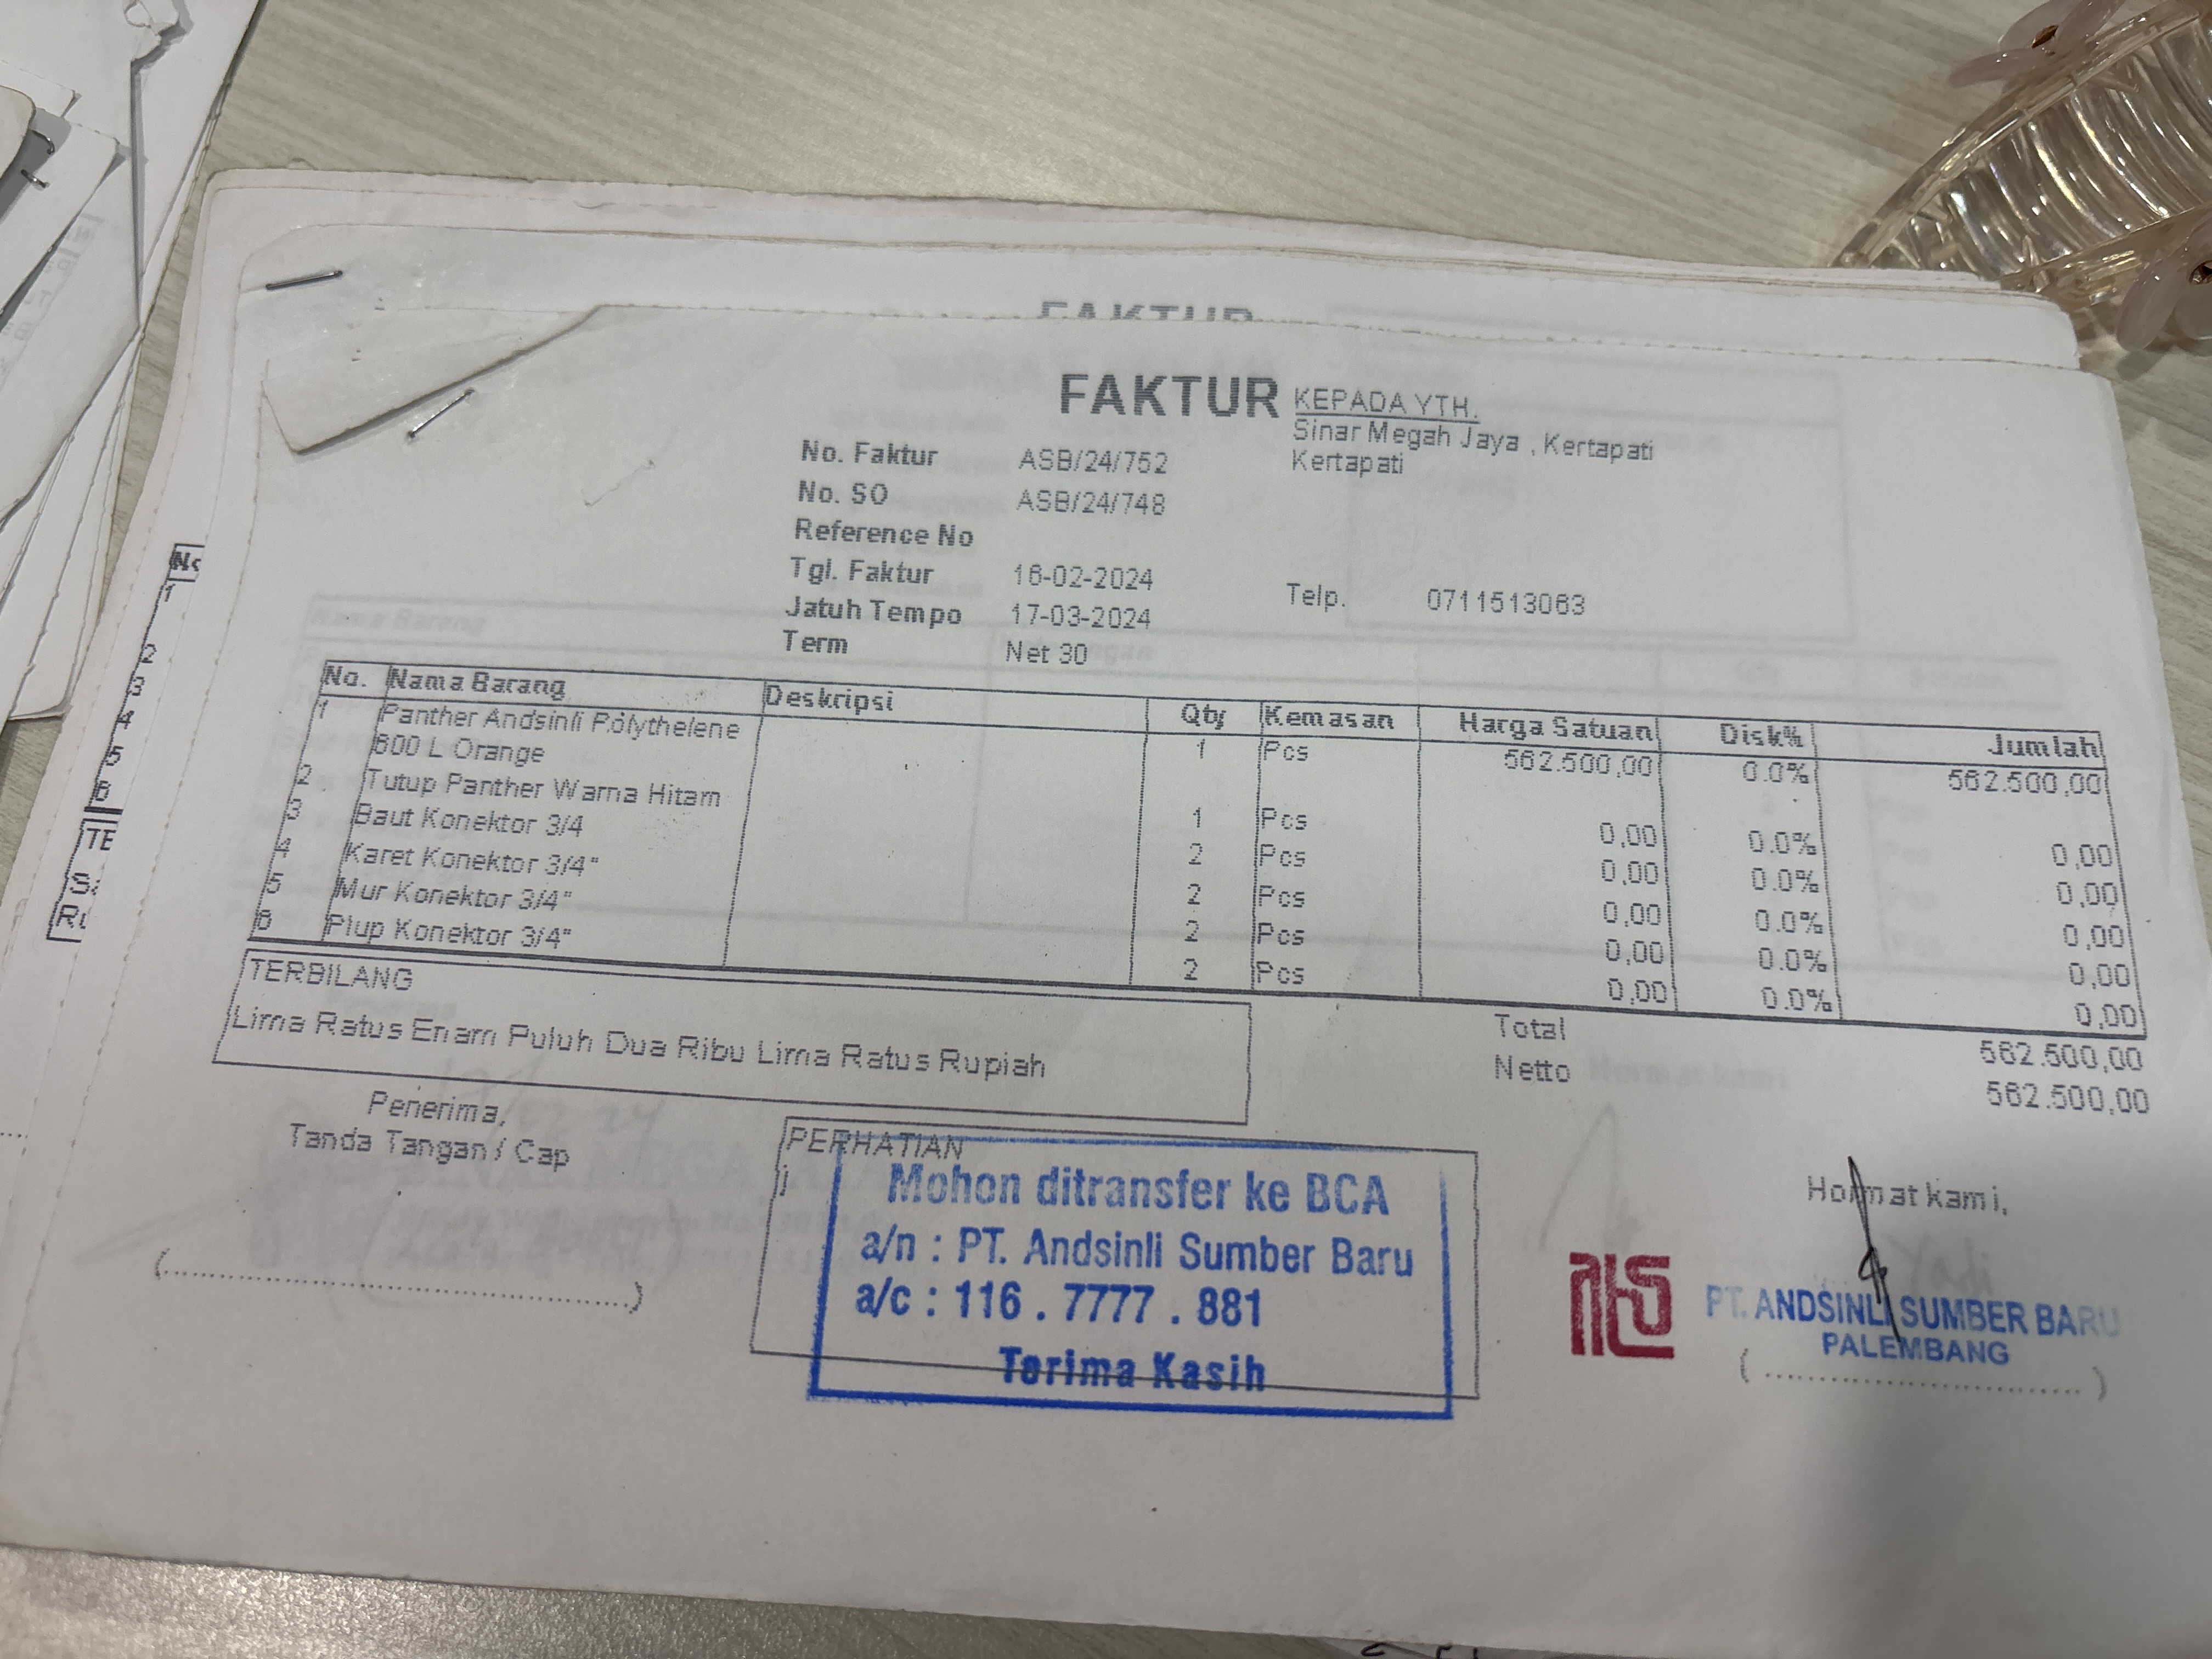 FAKTUR
FAKTUR
KEPADA YTH.
Sinar Megah Jaya , Kertapati
Kertapati
No. Faktur ASB/24/752
No. SO ASB/24/748
Reference No
Tgl. Faktur 16-02-2024
Jatuh Tempo 17-03-2024
Term Net 30
Telp. 0711513063
No. Nama Barang Deskripsi Qty Kemasan Harga Satuan Disk% Jumlah
1 Panther Andsinli Polythelene 1 Pcs 562.500,00 0.0% 562.500,00
600 L Orange
2 Tutup Panther Warna Hitam 1 Pcs 0,00 0.0% 0,00
3 Baut Konektor 3/4 2 Pcs 0,00 0.0% 0,00
4 Karet Konektor 3/4" 2 Pcs 0,00 0.0% 0,00
5 Mur Konektor 3/4" 2 Pcs 0,00 0.0% 0,00
6 Plup Konektor 3/4" 2 Pcs 0,00 0.0% 0,00
TERBILANG
Lima Ratus Enam Puluh Dua Ribu Lima Ratus Rupiah
Total 562.500,00
Netto 562.500,00
Penerima,
Tanda Tangan / Cap
(..............................................)
PERHATIAN
Mohon ditransfer ke BCA
a/n : PT. Andsinli Sumber Baru
a/c : 116 . 7777 . 881
Terima Kasih
Hormat kami,
PT. ANDSINLI SUMBER BARU
PALEMBANG
( ................................ )
1
2
3
4
5
6